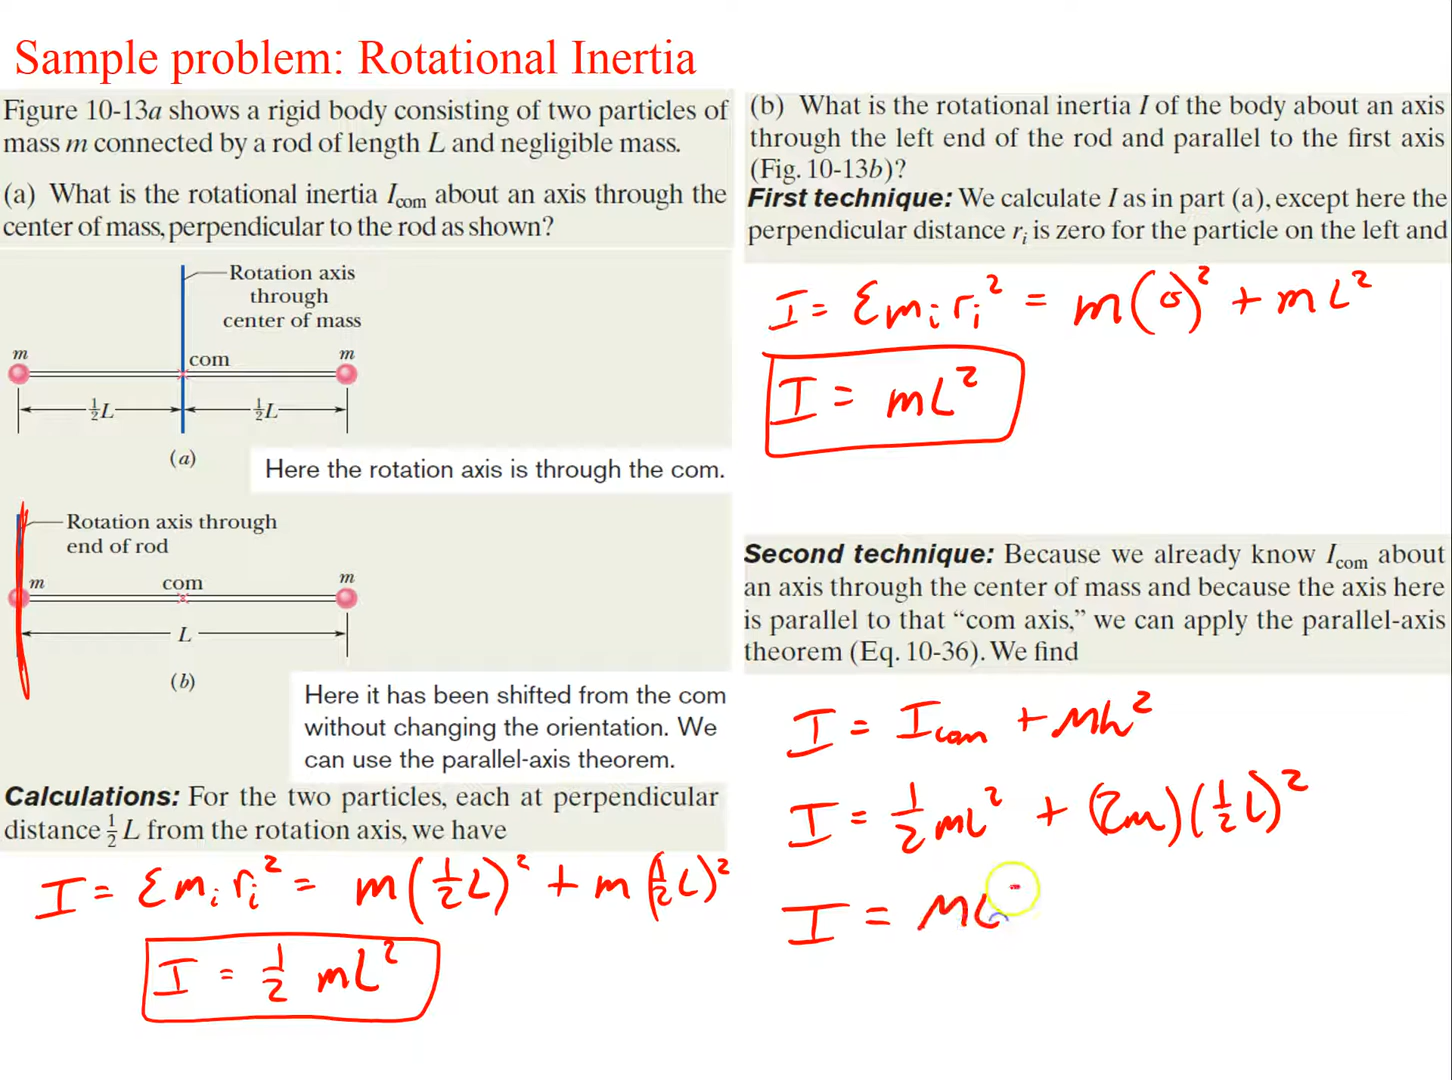 Sample problem: Rotational Inertia
Figure 10-13a shows a rigid body consisting of two particles of
mass m connected by a rod of length L and negligible mass.
(a) What is the rotational inertia I_com about an axis through the
center of mass, perpendicular to the rod as shown?
Rotation axis
through
center of mass
m
com
m
½L
½L
(a)
Here the rotation axis is through the com.
Rotation axis through
end of rod
m
com
m
L
(b)
Here it has been shifted from the com
without changing the orientation. We
can use the parallel-axis theorem.
Calculations: For the two particles, each at perpendicular
distance ½ L from the rotation axis, we have
I = Σ mᵢ rᵢ² = m(½L)² + m(½L)²
I = ½ mL²
(b) What is the rotational inertia I of the body about an axis
through the left end of the rod and parallel to the first axis
(Fig. 10-13b)?
First technique: We calculate I as in part (a), except here the
perpendicular distance rᵢ is zero for the particle on the left and
I = Σ mᵢ rᵢ² = m(0)² + mL²
I = mL²
Second technique: Because we already know I_com about
an axis through the center of mass and because the axis here
is parallel to that “com axis,” we can apply the parallel-axis
theorem (Eq. 10-36). We find
I = I_com + Mh²
I = ½mL² + (2m)(½L)²
I = mL